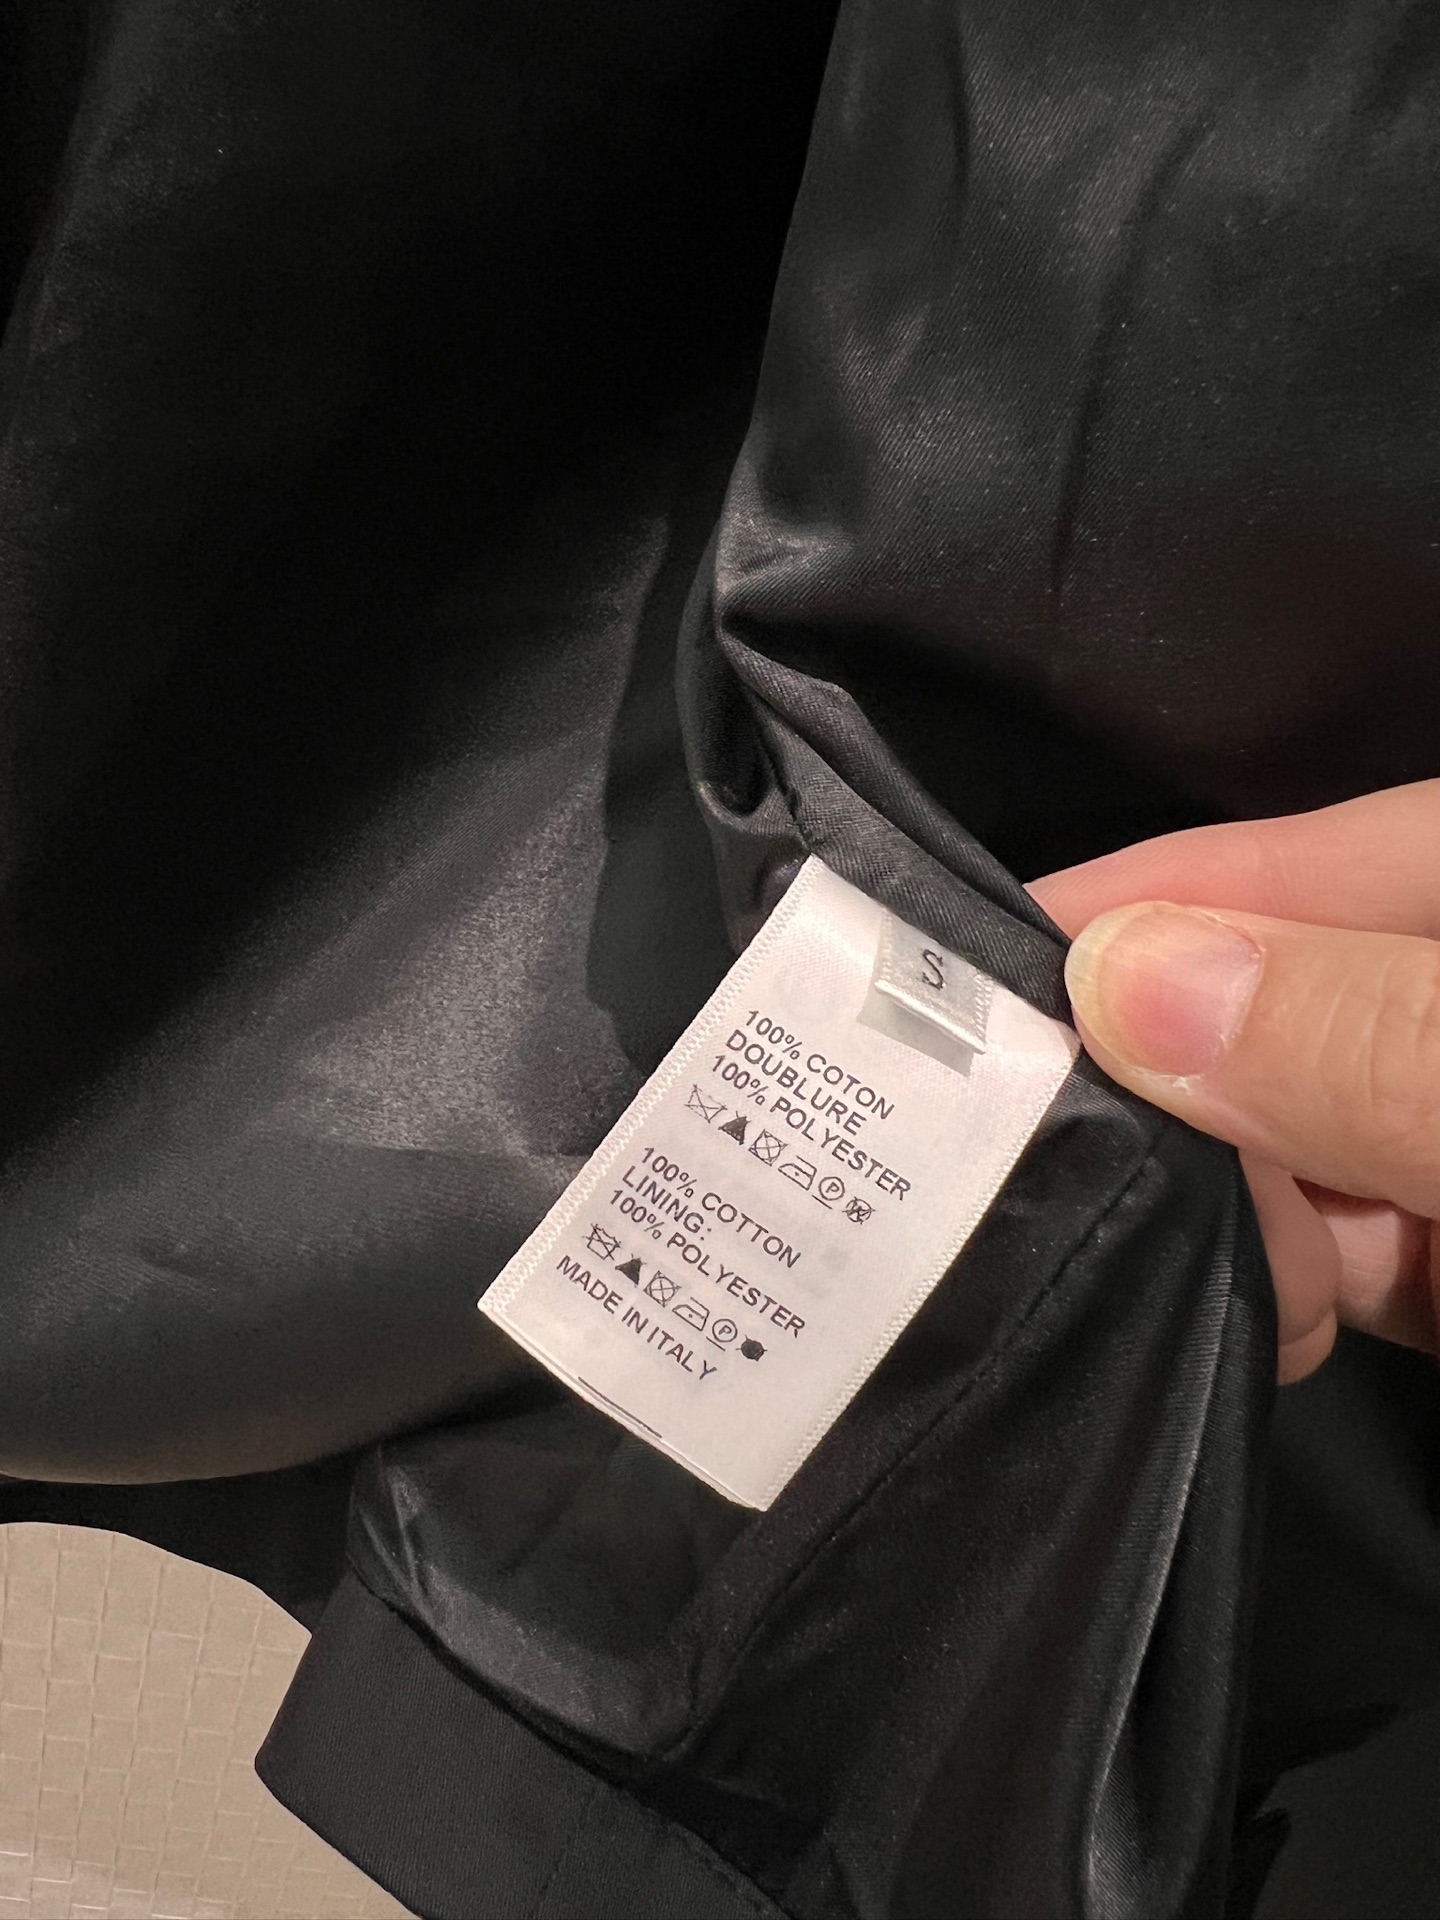 S
100% COTON
DOUBLURE
100% POLYESTER
P
W
100% COTTON
LINING:
100% POLYESTER
P
MADE IN ITALY